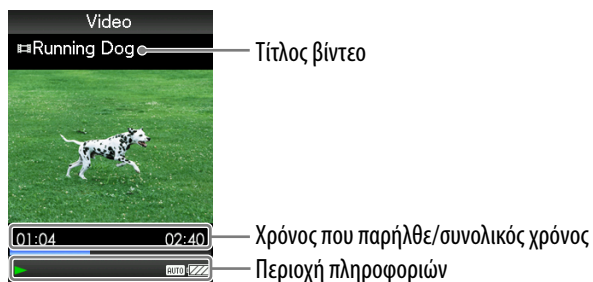 Video
Running Dog
Τίτλος βίντεο
01:04 02:40
Χρόνος που παρήλθε/συνολικός χρόνος
AUTO
Περιοχή πληροφοριών